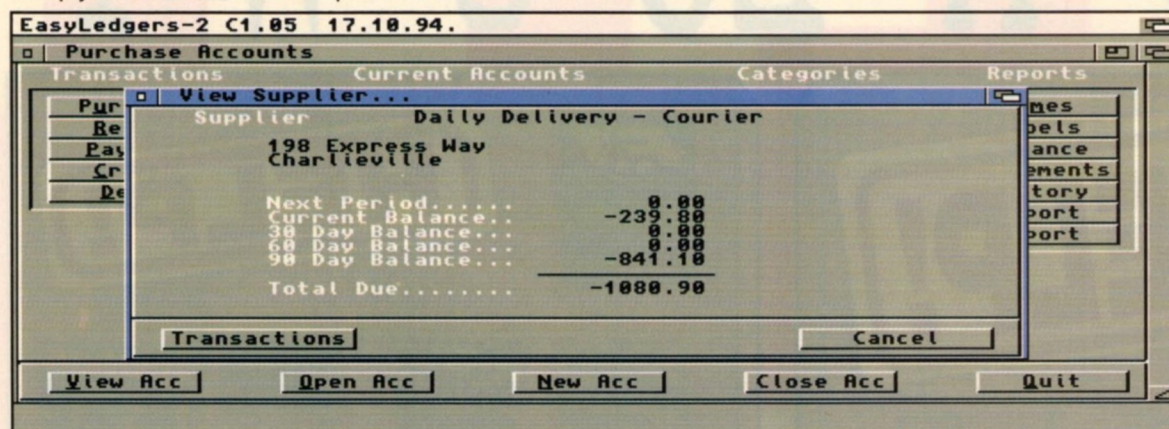 EasyLedgers-2 C1.05 17.10.94.
Purchase Accounts
Transactions Current Accounts Categories Reports
View Supplier...
Supplier Daily Delivery - Courier
198 Express Way
Charlieville
Next Period...... 0.00
Current Balance.. -239.80
30 Day Balance... 0.00
60 Day Balance... 0.00
90 Day Balance... -841.10
Total Due........ -1080.90
Transactions Cancel
View Acc Open Acc New Acc Close Acc Quit